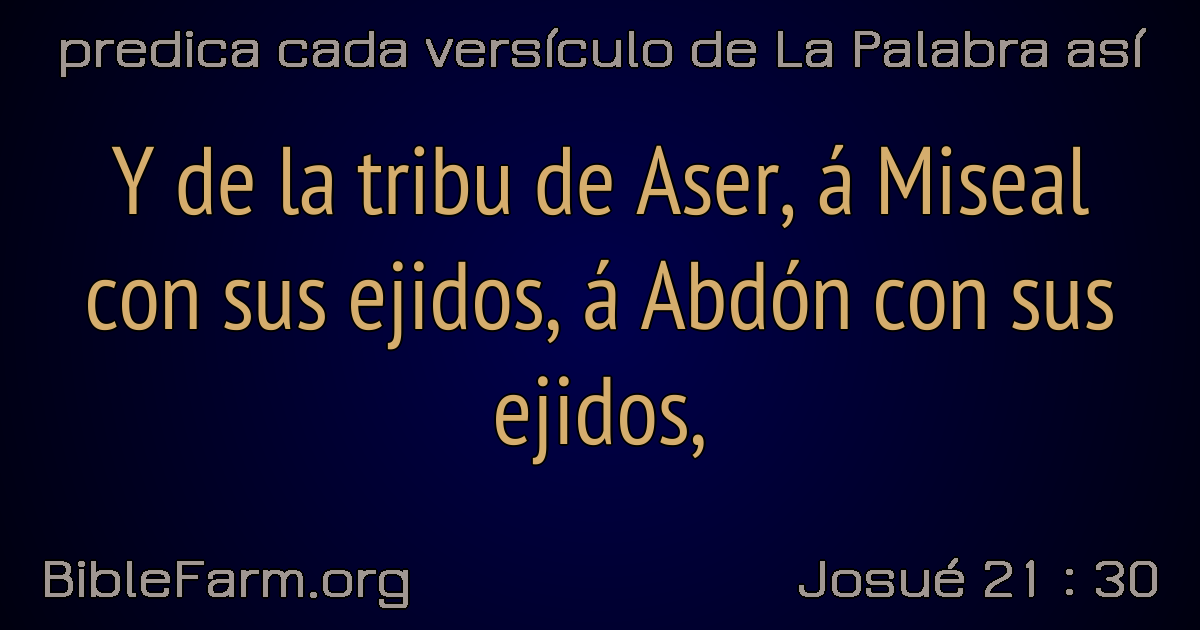 predica cada versículo de La Palabra así
Y de la tribu de Aser, á Miseal
con sus ejidos, á Abdón con sus
ejidos,
BibleFarm.org
Josué 21 : 30